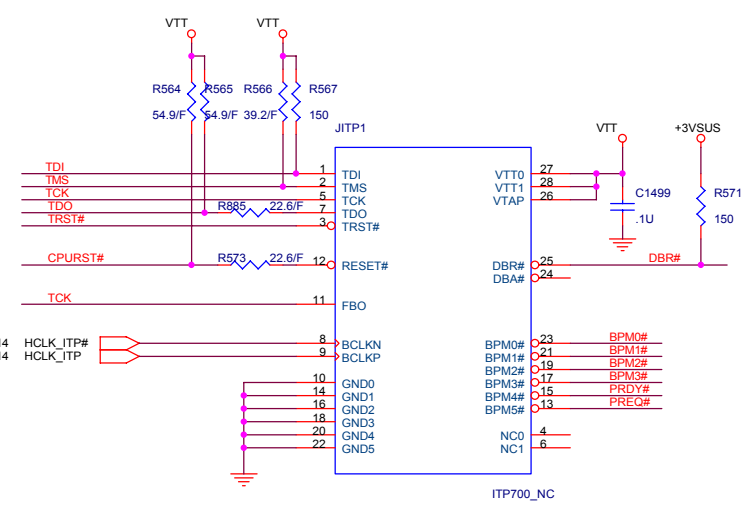 VTT VTT
R564 R565 R566 R567
54.9/F 54.9/F 39.2/F 150
JITP1
VTT +3VSUS
TDI 1 TDI VTT0 27
TMS 2 TMS VTT1 28
TCK 5 TCK VTAP 26
C1499 .1U
R571 150
TDO R885 22.6/F 7 TDO
TRST# 3 TRST#
CPURST# R573 22.6/F 12 RESET# DBR# 25 DBR#
DBA# 24
TCK 11 FBO
14 HCLK_ITP# 8 BCLKN BPM0# 23 BPM0#
14 HCLK_ITP 9 BCLKP BPM1# 21 BPM1#
BPM2# 19 BPM2#
10 GND0 BPM3# 17 BPM3#
14 GND1 BPM4# 15 PRDY#
16 GND2 BPM5# 13 PREQ#
18 GND3
20 GND4 NC0 4
22 GND5 NC1 6
ITP700_NC